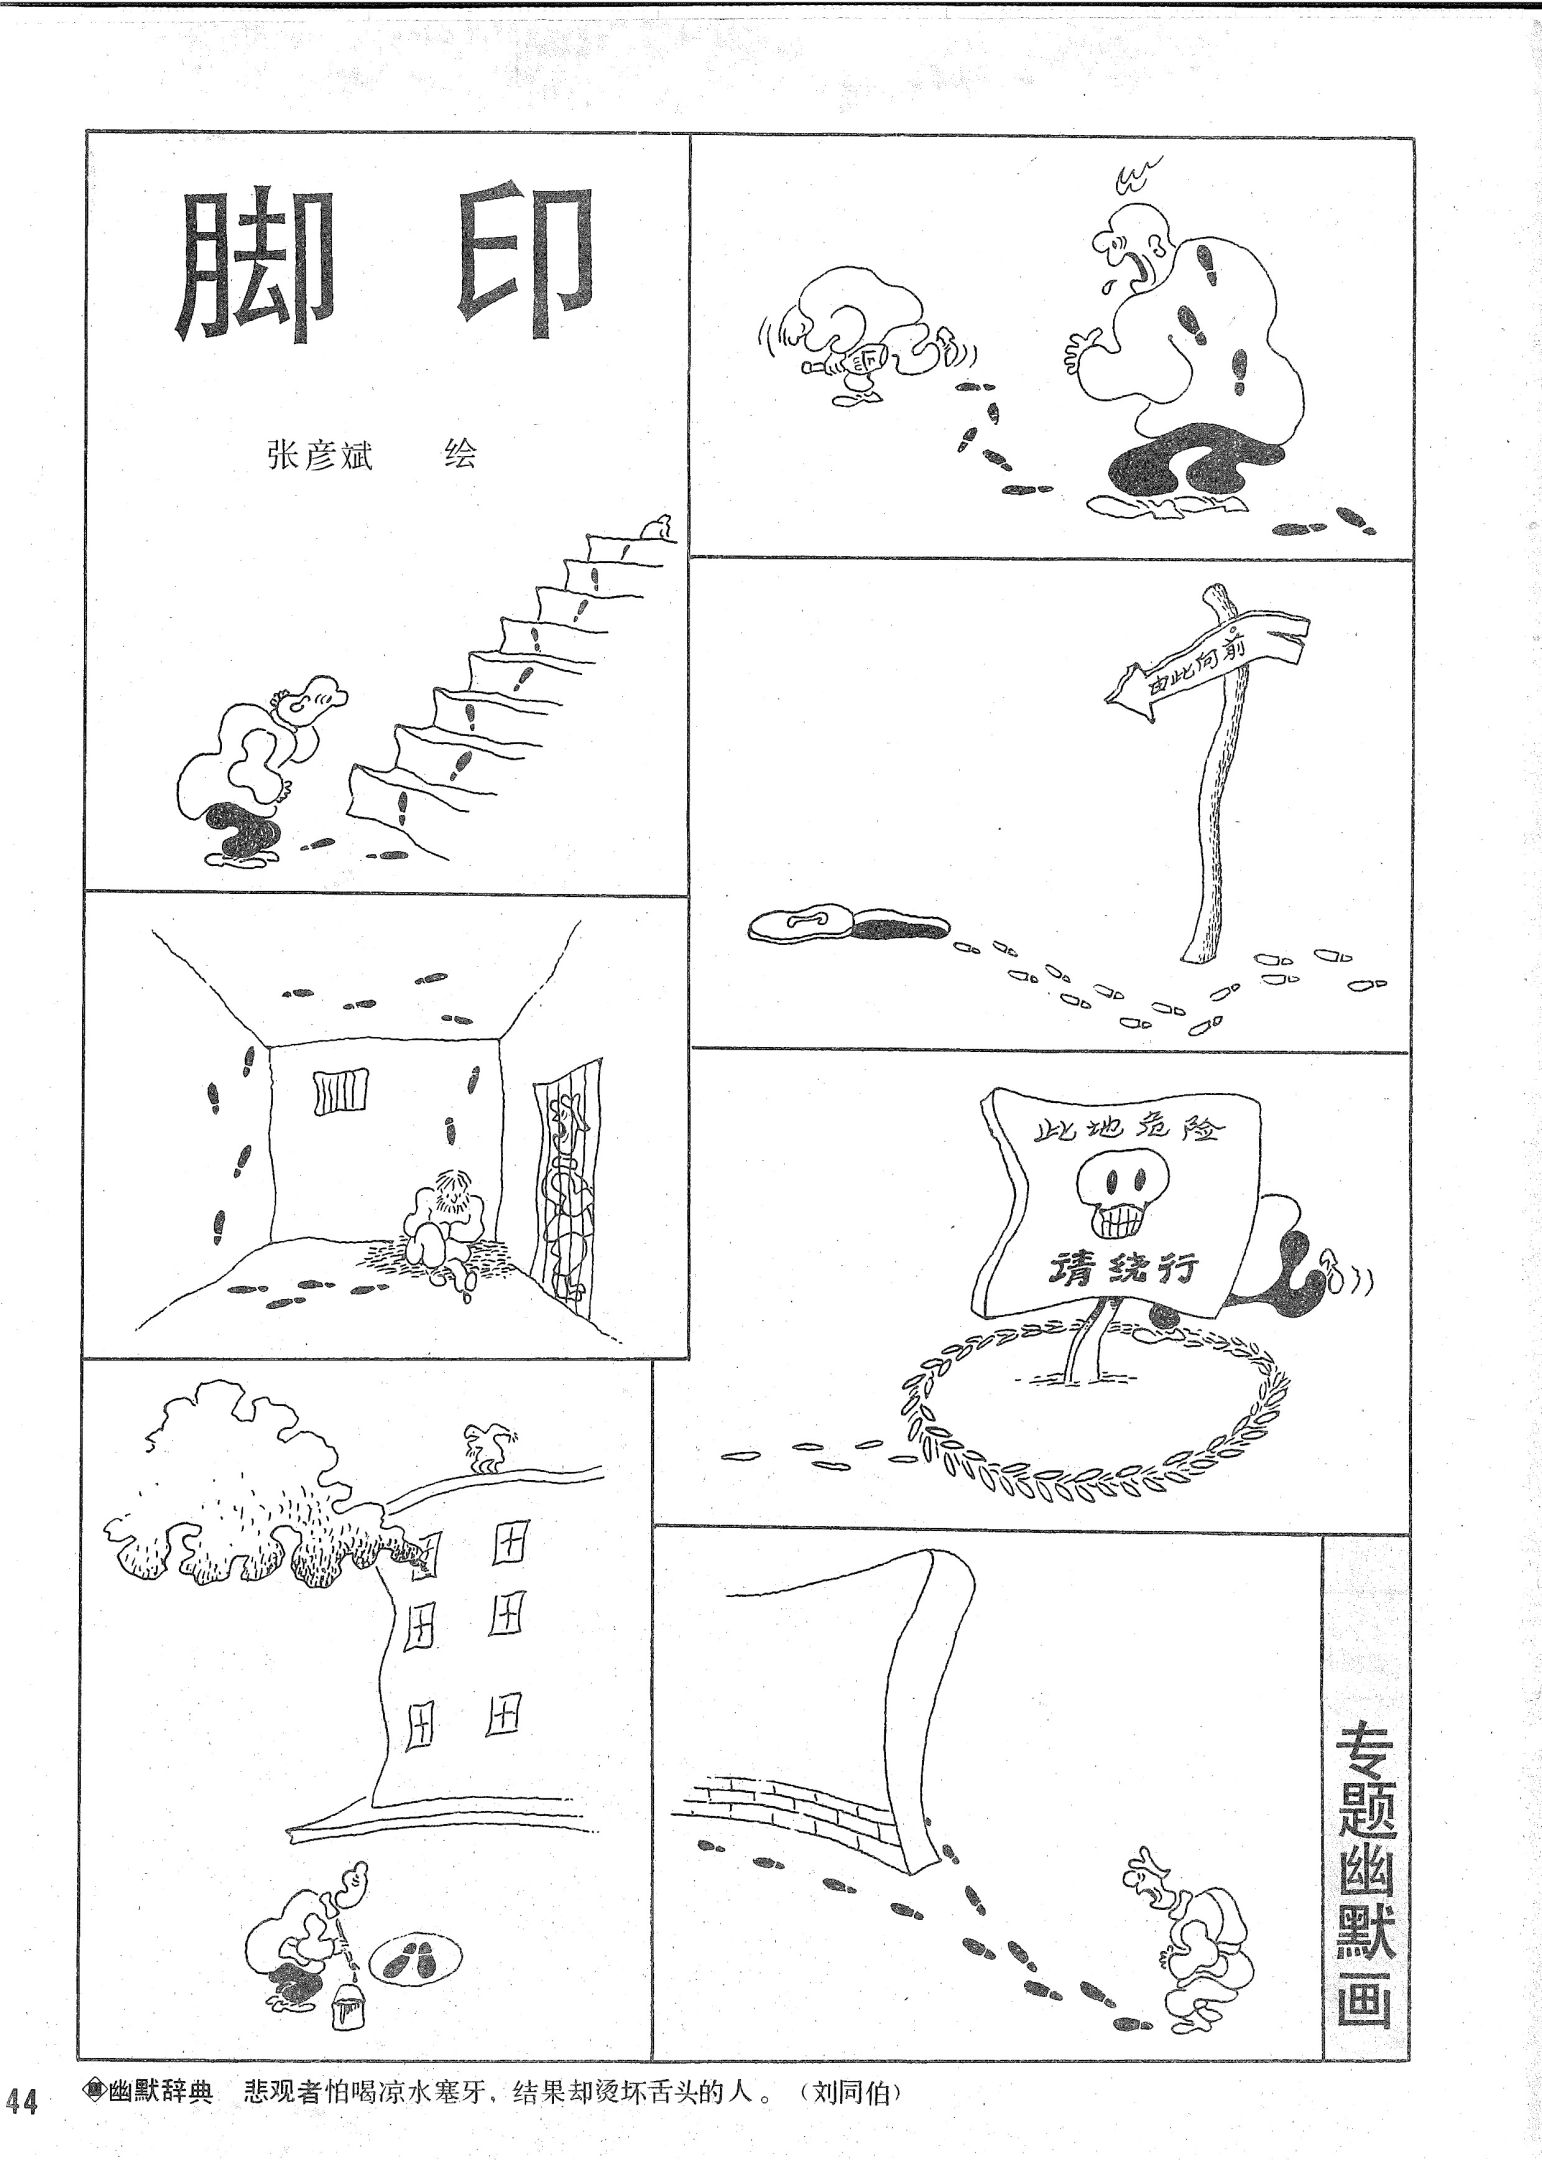 脚 印
张彦斌 绘
由此向前
此地危险
请绕行
专题幽默画
幽默辞典 悲观者怕喝凉水塞牙,结果却烫坏舌头的人。(刘同伯)
44